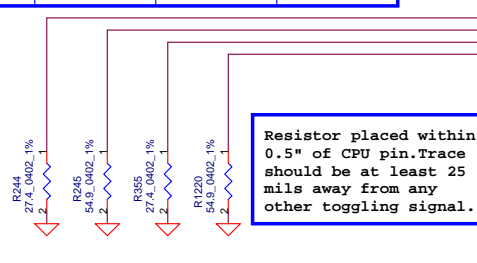 R244
27.4_0402_1%
1
2
R245
54.9_0402_1%
1
2
R355
27.4_0402_1%
1
2
R1220
54.9_0402_1%
1
2
Resistor placed within
0.5" of CPU pin.Trace
should be at least 25
mils away from any
other toggling signal.